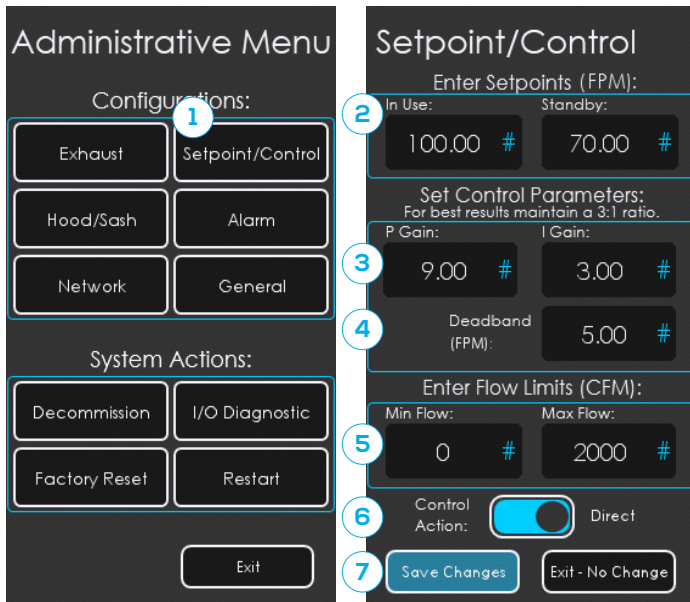 Administrative Menu
Configurations:
1
Exhaust
Setpoint/Control
Hood/Sash
Alarm
Network
General
System Actions:
Decommission
I/O Diagnostic
Factory Reset
Restart
Exit
Setpoint/Control
Enter Setpoints (FPM):
2
In Use:
Standby:
100.00 #
70.00 #
Set Control Parameters:
For best results maintain a 3:1 ratio.
P Gain:
I Gain:
3
9.00 #
3.00 #
4
Deadband
(FPM):
5.00 #
Enter Flow Limits (CFM):
Min Flow:
Max Flow:
5
0 #
2000 #
6
Control
Action:
Direct
7
Save Changes
Exit - No Change